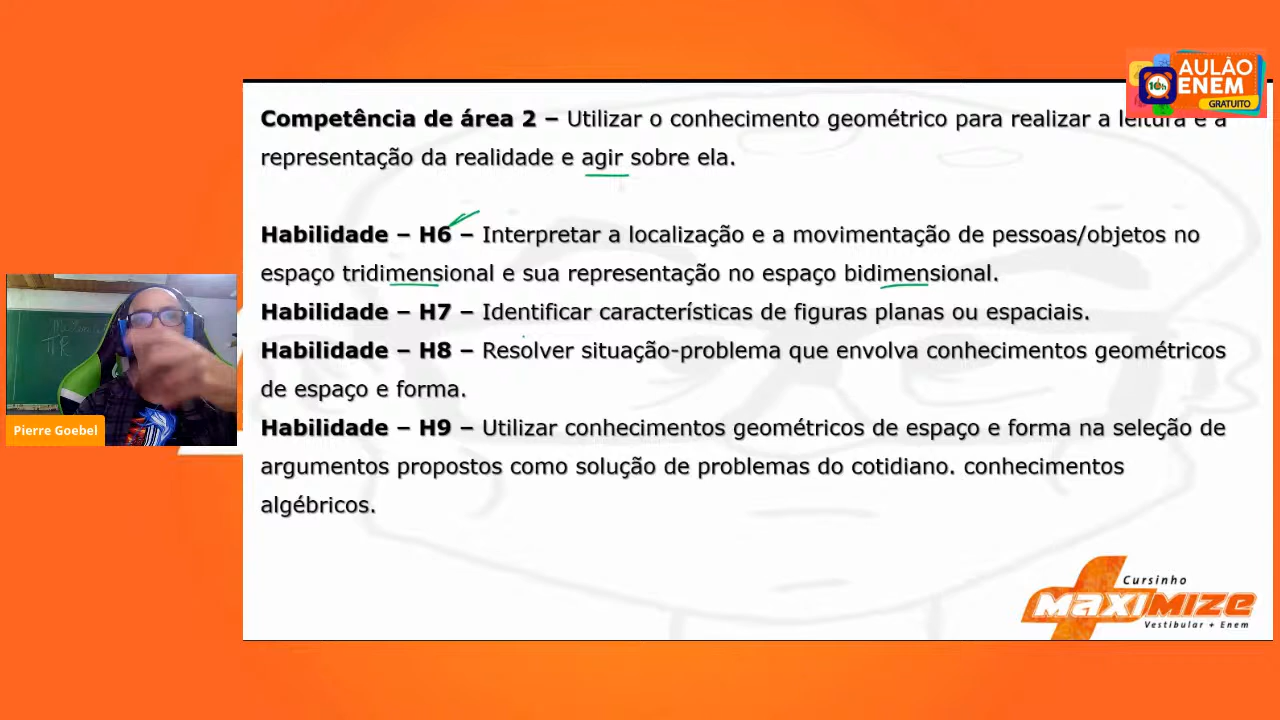 10h
AULÃO
ENEM
GRATUITO
Competência de área 2 – Utilizar o conhecimento geométrico para realizar a leitura e a
representação da realidade e agir sobre ela.
Habilidade – H6 – Interpretar a localização e a movimentação de pessoas/objetos no
espaço tridimensional e sua representação no espaço bidimensional.
Habilidade – H7 – Identificar características de figuras planas ou espaciais.
Habilidade – H8 – Resolver situação-problema que envolva conhecimentos geométricos
de espaço e forma.
Habilidade – H9 – Utilizar conhecimentos geométricos de espaço e forma na seleção de
argumentos propostos como solução de problemas do cotidiano. conhecimentos
algébricos.
Pierre Goebel
Cursinho
MAXIMIZE
Vestibular + Enem